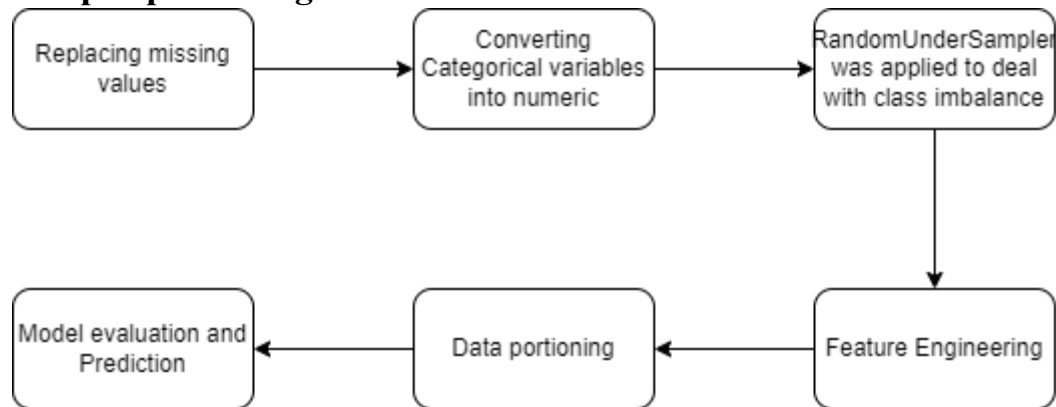 Replacing missing
values
Converting
Categorical variables
into numeric
RandomUnderSampler
was applied to deal
with class imbalance
Feature Engineering
Data portioning
Model evaluation and
Prediction